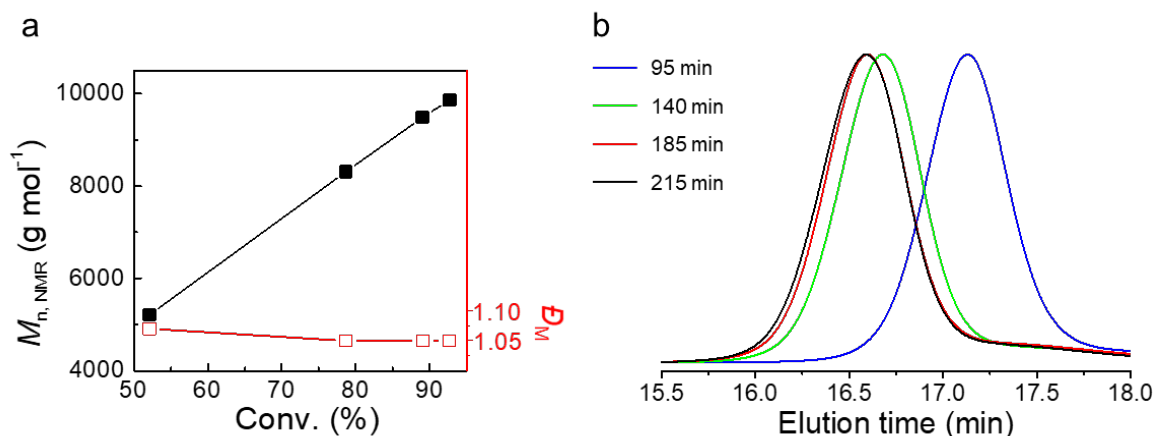 a
M n, NMR (g mol⁻¹)
10000
8000
6000
4000
50 60 70 80 90
Conv. (%)
1.10
1.05
Đ M
b
95 min
140 min
185 min
215 min
15.5 16.0 16.5 17.0 17.5 18.0
Elution time (min)